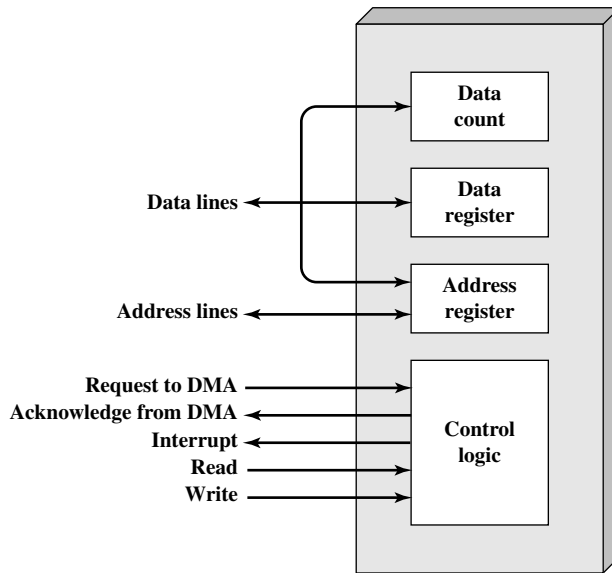 Data
count
Data lines
Data
register
Address
register
Address lines
Request to DMA
Acknowledge from DMA
Interrupt
Read
Write
Control
logic